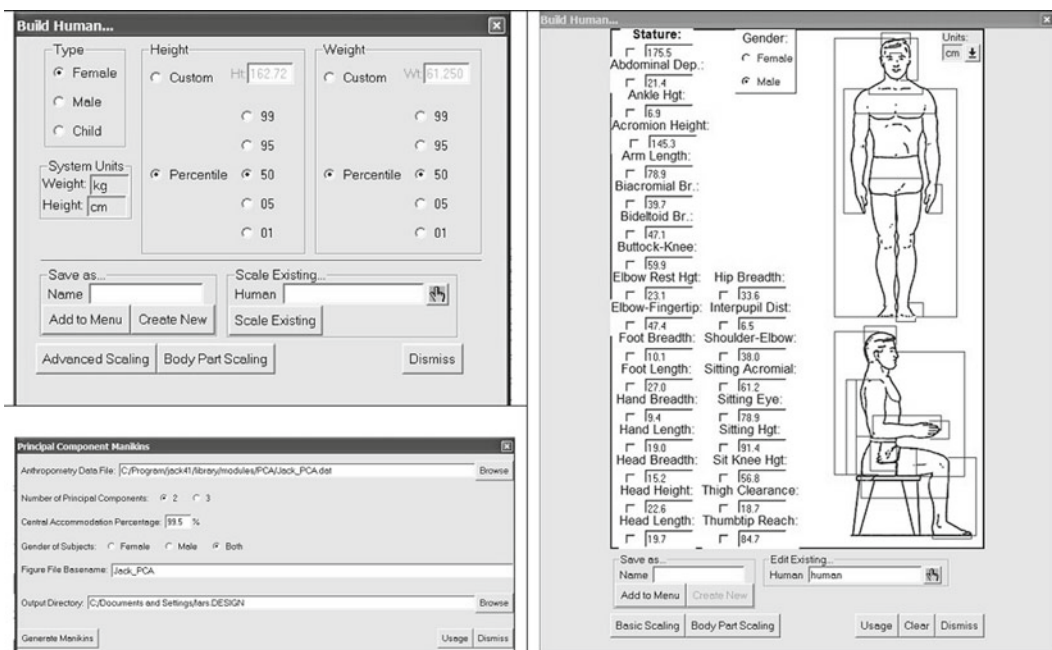 Build Human...
Type
Female
Male
Child
System Units
Weight: kg
Height: cm
Height
Custom Ht: 162.72
99
95
Percentile 50
05
01
Weight
Custom Wt: 61.250
99
95
Percentile 50
05
01
Save as...
Name
Add to Menu Create New
Scale Existing...
Human
Scale Existing
Advanced Scaling Body Part Scaling Dismiss
Principal Component Manikins
Anthropometry Data File: C:/Program/jack41/library/modules/PCA/Jack_PCA.dat Browse
Number of Principal Components: 2 3
Central Accommodation Percentage: 99.5 %
Gender of Subjects: Female Male Both
Figure File Basename: Jack_PCA
Output Directory: C:/Documents and Settings/lars.DESIGN Browse
Generate Manikins Usage Dismiss
Build Human...
Stature:
175.5
Abdominal Dep.:
21.4
Ankle Hgt:
6.9
Acromion Height:
145.3
Arm Length:
78.9
Biacromial Br.:
39.7
Bideltoid Br.:
47.1
Buttock-Knee:
59.9
Elbow Rest Hgt: Hip Breadth:
23.1 33.6
Elbow-Fingertip: Interpupil Dist:
47.4 6.5
Foot Breadth: Shoulder-Elbow:
10.1 38.0
Foot Length: Sitting Acromial:
27.0 61.2
Hand Breadth: Sitting Eye:
9.4 78.9
Hand Length: Sitting Hgt:
19.0 91.4
Head Breadth: Sit Knee Hgt:
15.2 56.8
Head Height: Thigh Clearance:
22.6 18.7
Head Length: Thumbtip Reach:
19.7 84.7
Gender:
Female
Male
Units:
cm
Save as...
Name
Add to Menu Create New
Edit Existing...
Human human
Basic Scaling Body Part Scaling Usage Clear Dismiss